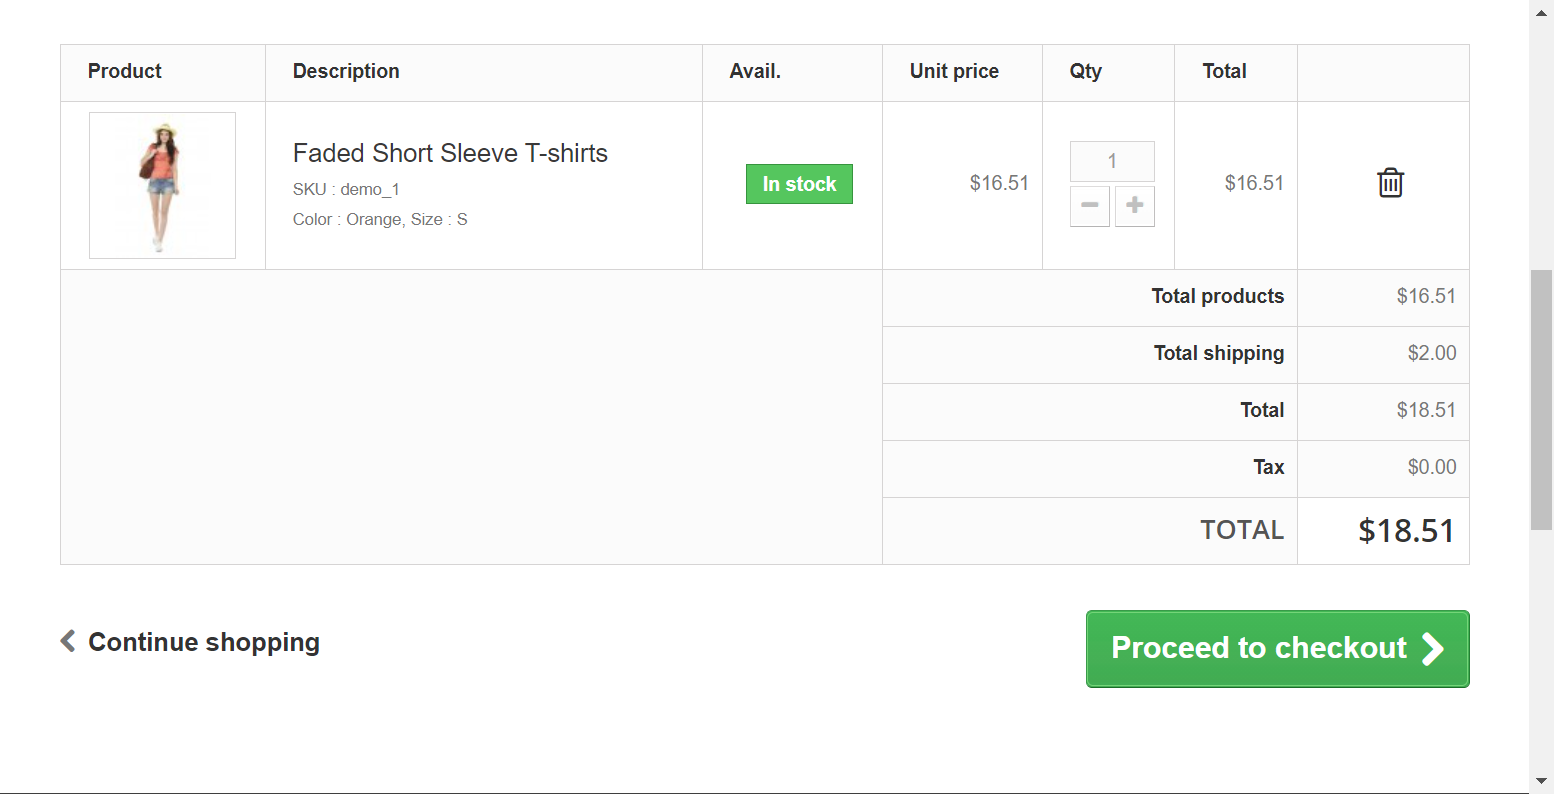 Product Description Avail. Unit price Qty Total
Faded Short Sleeve T-shirts
SKU : demo_1
Color : Orange, Size : S
In stock
$16.51
1
$16.51
Total products $16.51
Total shipping $2.00
Total $18.51
Tax $0.00
TOTAL $18.51
Continue shopping
Proceed to checkout